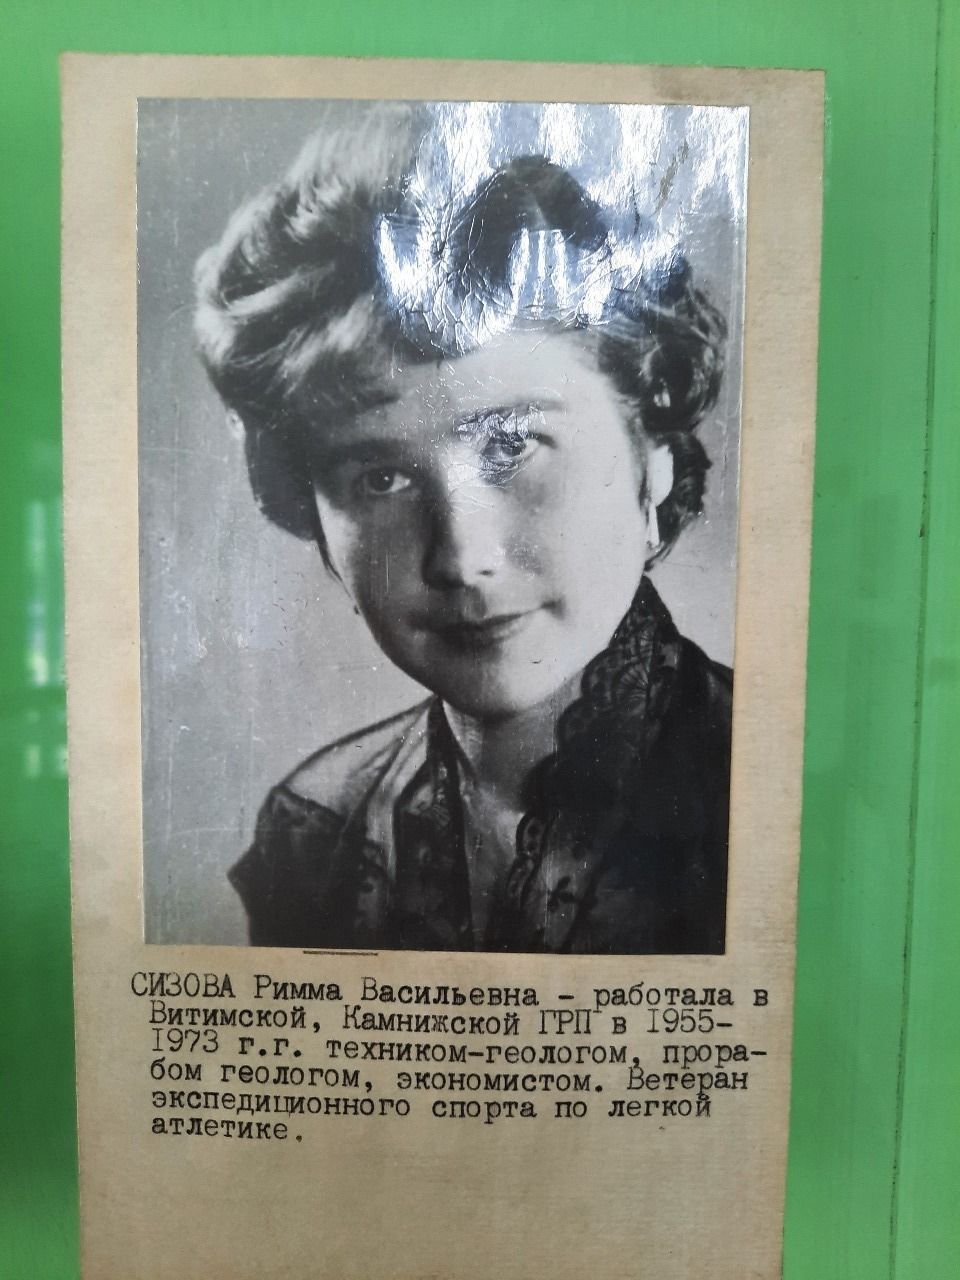 СИЗОВА Римма Васильевна - работала в
Витимской, Камнижской ГРП в 1955-
1973 г.г. техником-геологом, прора-
бом геологом, экономистом. Ветеран
экспедиционного спорта по легкой
атлетике.